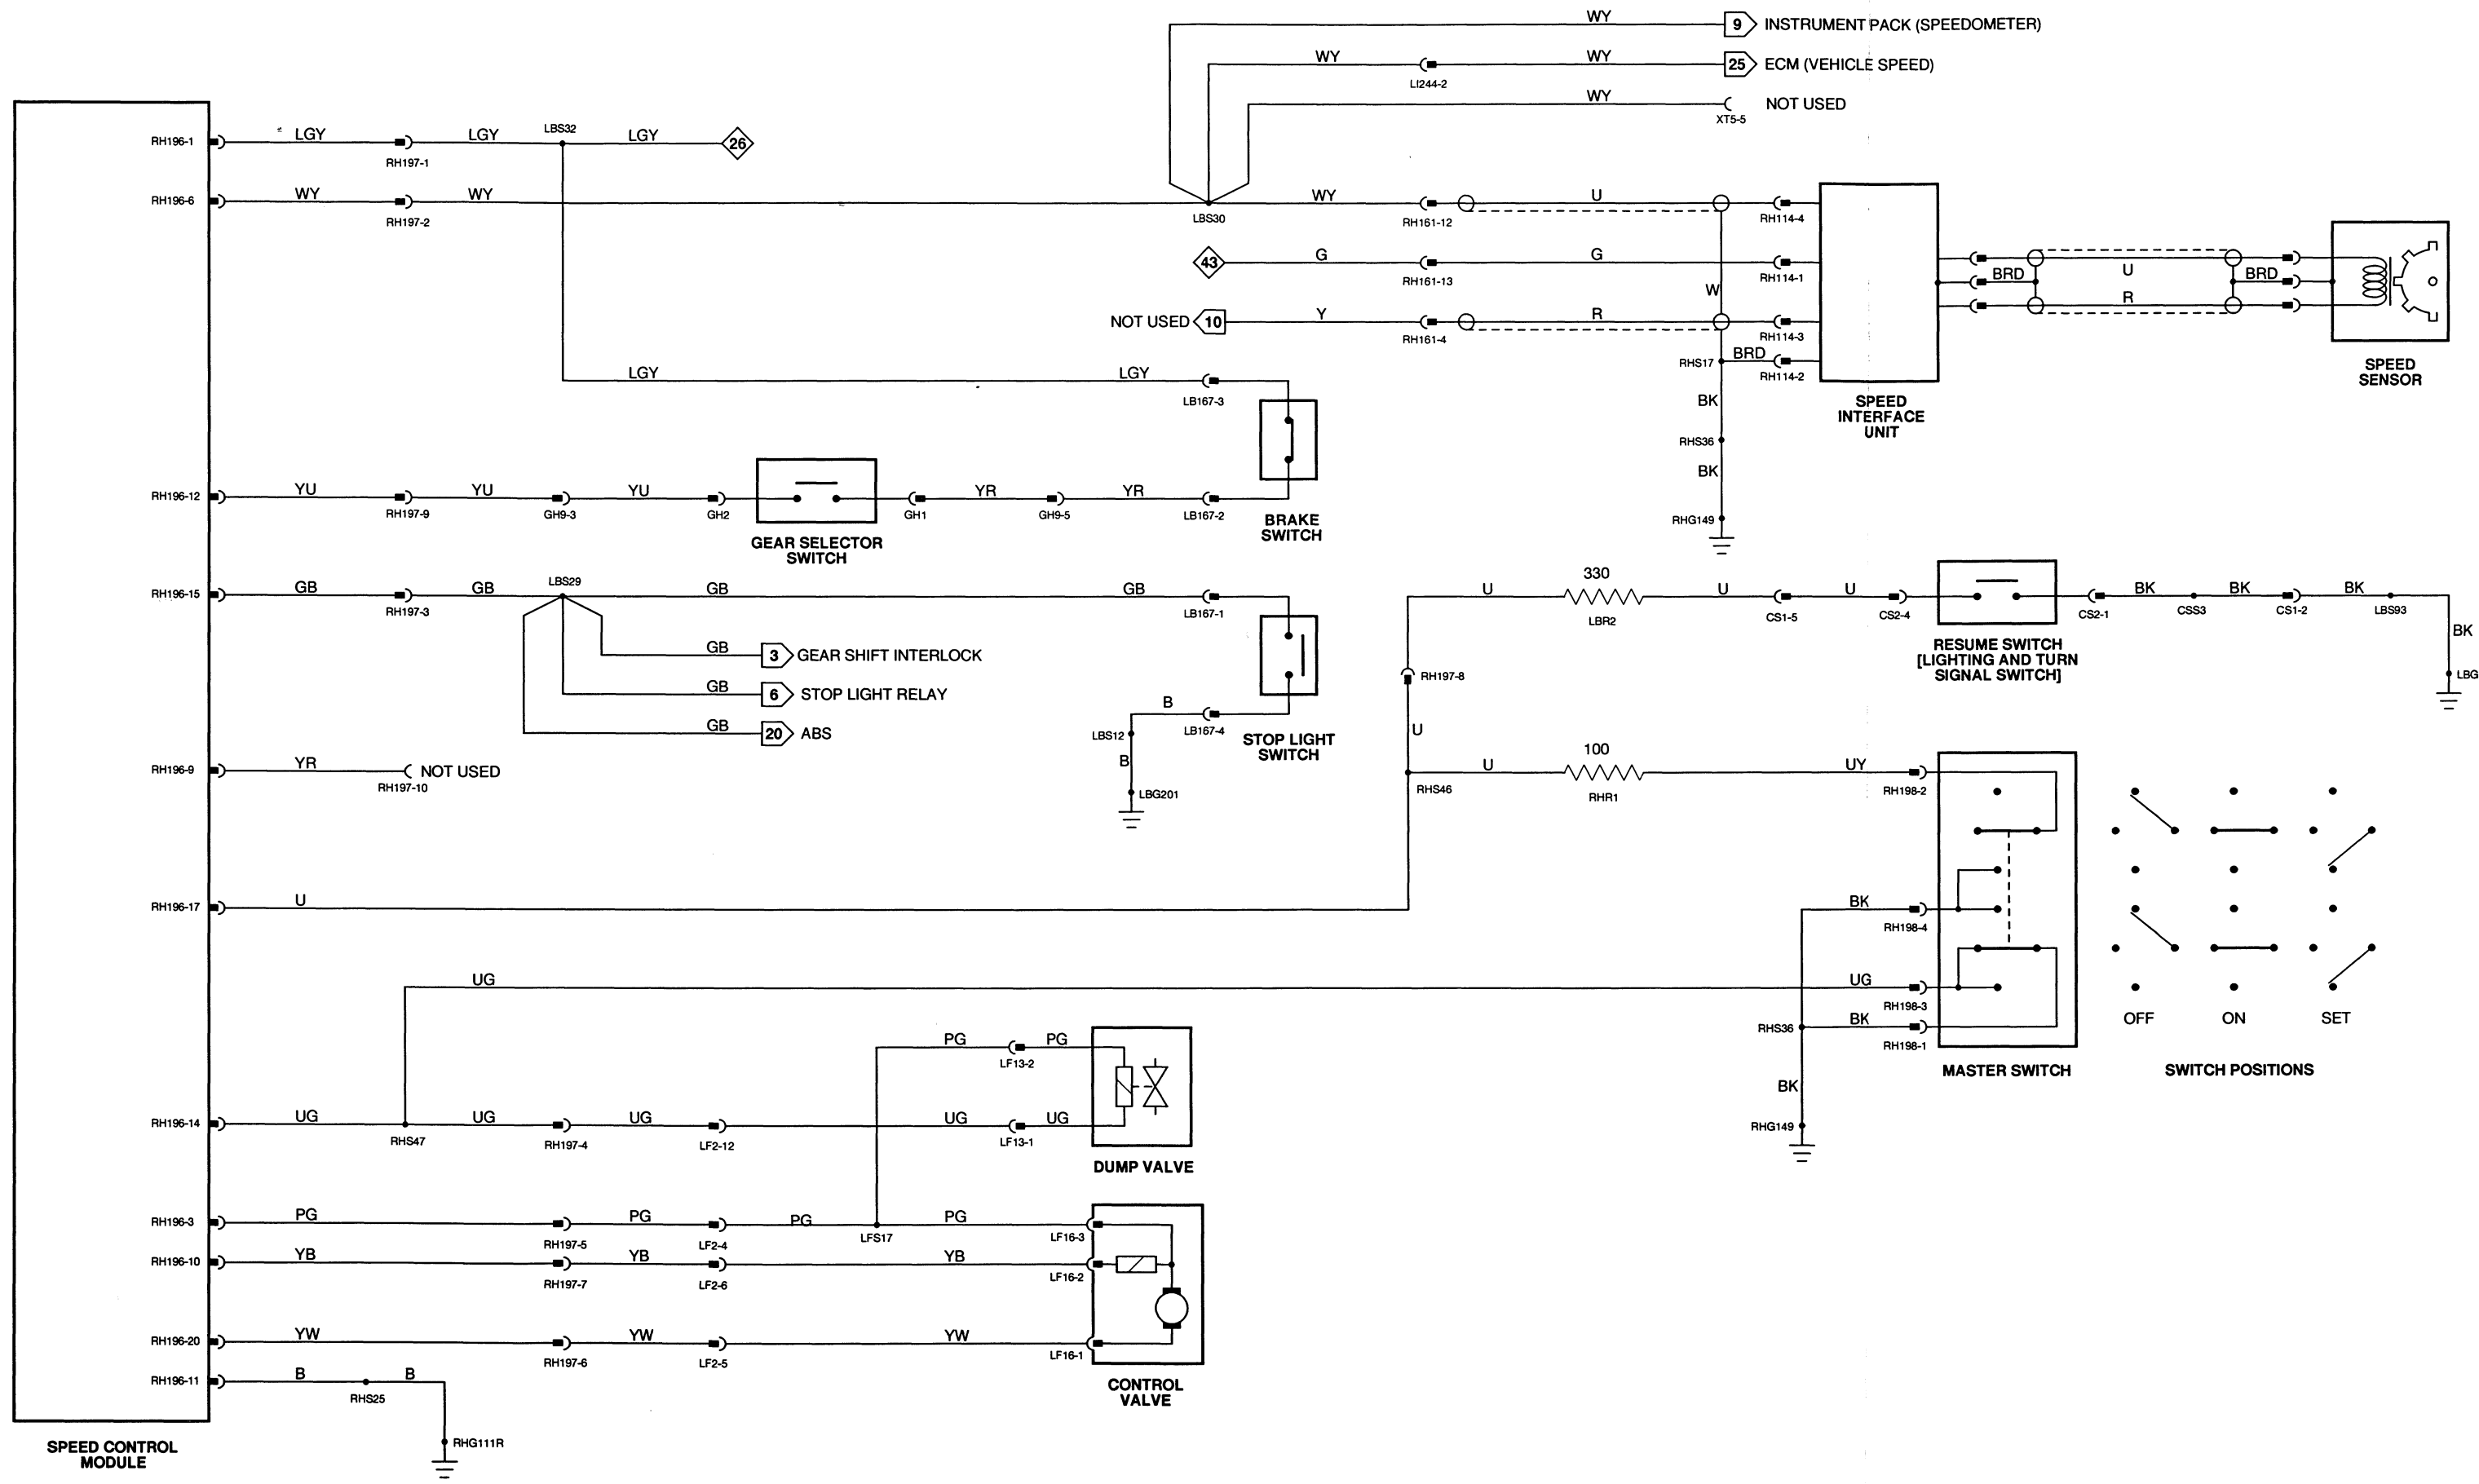 WY
9
INSTRUMENT PACK (SPEEDOMETER)
WY
LI244-2
WY
25
ECM (VEHICLE SPEED)
WY
XT5-5
NOT USED
RH196-1
LGY
RH197-1
LGY
LBS32
LGY
26
RH196-6
WY
RH197-2
WY
LBS30
WY
RH161-12
U
RH114-4
43
G
RH161-13
G
RH114-1
W
NOT USED
10
Y
RH161-4
R
RH114-3
RHS17
BRD
RH114-2
SPEED
INTERFACE
UNIT
BRD
U
R
BRD
SPEED
SENSOR
BK
RHS36
BK
RHG149
LGY
LGY
LB167-3
RH196-12
YU
RH197-9
YU
GH9-3
YU
GH2
GEAR SELECTOR
SWITCH
GH1
YR
GH9-5
YR
LB167-2
BRAKE
SWITCH
RH196-15
GB
RH197-3
GB
LBS29
GB
GB
LB167-1
GB
3
GEAR SHIFT INTERLOCK
GB
6
STOP LIGHT RELAY
GB
20
ABS
B
LB167-4
LBS12
B
LBG201
STOP LIGHT
SWITCH
U
330
LBR2
U
CS1-5
U
CS2-4
RESUME SWITCH
[LIGHTING AND TURN
SIGNAL SWITCH]
CS2-1
BK
CSS3
BK
CS1-2
BK
LBS93
BK
LBG
RH197-8
U
RHS46
U
100
RHR1
UY
RH198-2
RH196-9
YR
RH197-10
NOT USED
RH196-17
U
BK
RH198-4
UG
UG
RH198-3
RHS36
BK
RH198-1
BK
RHG149
MASTER SWITCH
OFF
ON
SET
SWITCH POSITIONS
PG
LF13-2
PG
RH196-14
UG
RHS47
UG
RH197-4
UG
LF2-12
UG
LF13-1
UG
DUMP VALVE
RH196-3
PG
RH197-5
PG
LF2-4
PG
LFS17
PG
LF16-3
RH196-10
YB
RH197-7
YB
LF2-6
YB
LF16-2
RH196-20
YW
RH197-6
YW
LF2-5
YW
LF16-1
CONTROL
VALVE
RH196-11
B
RHS25
B
RHG111R
SPEED CONTROL
MODULE